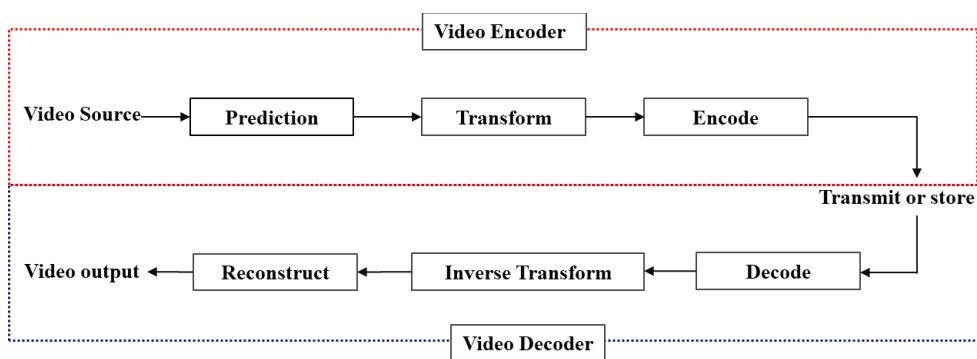 Video Encoder
Video Source
Prediction
Transform
Encode
Transmit or store
Video output
Reconstruct
Inverse Transform
Decode
Video Decoder